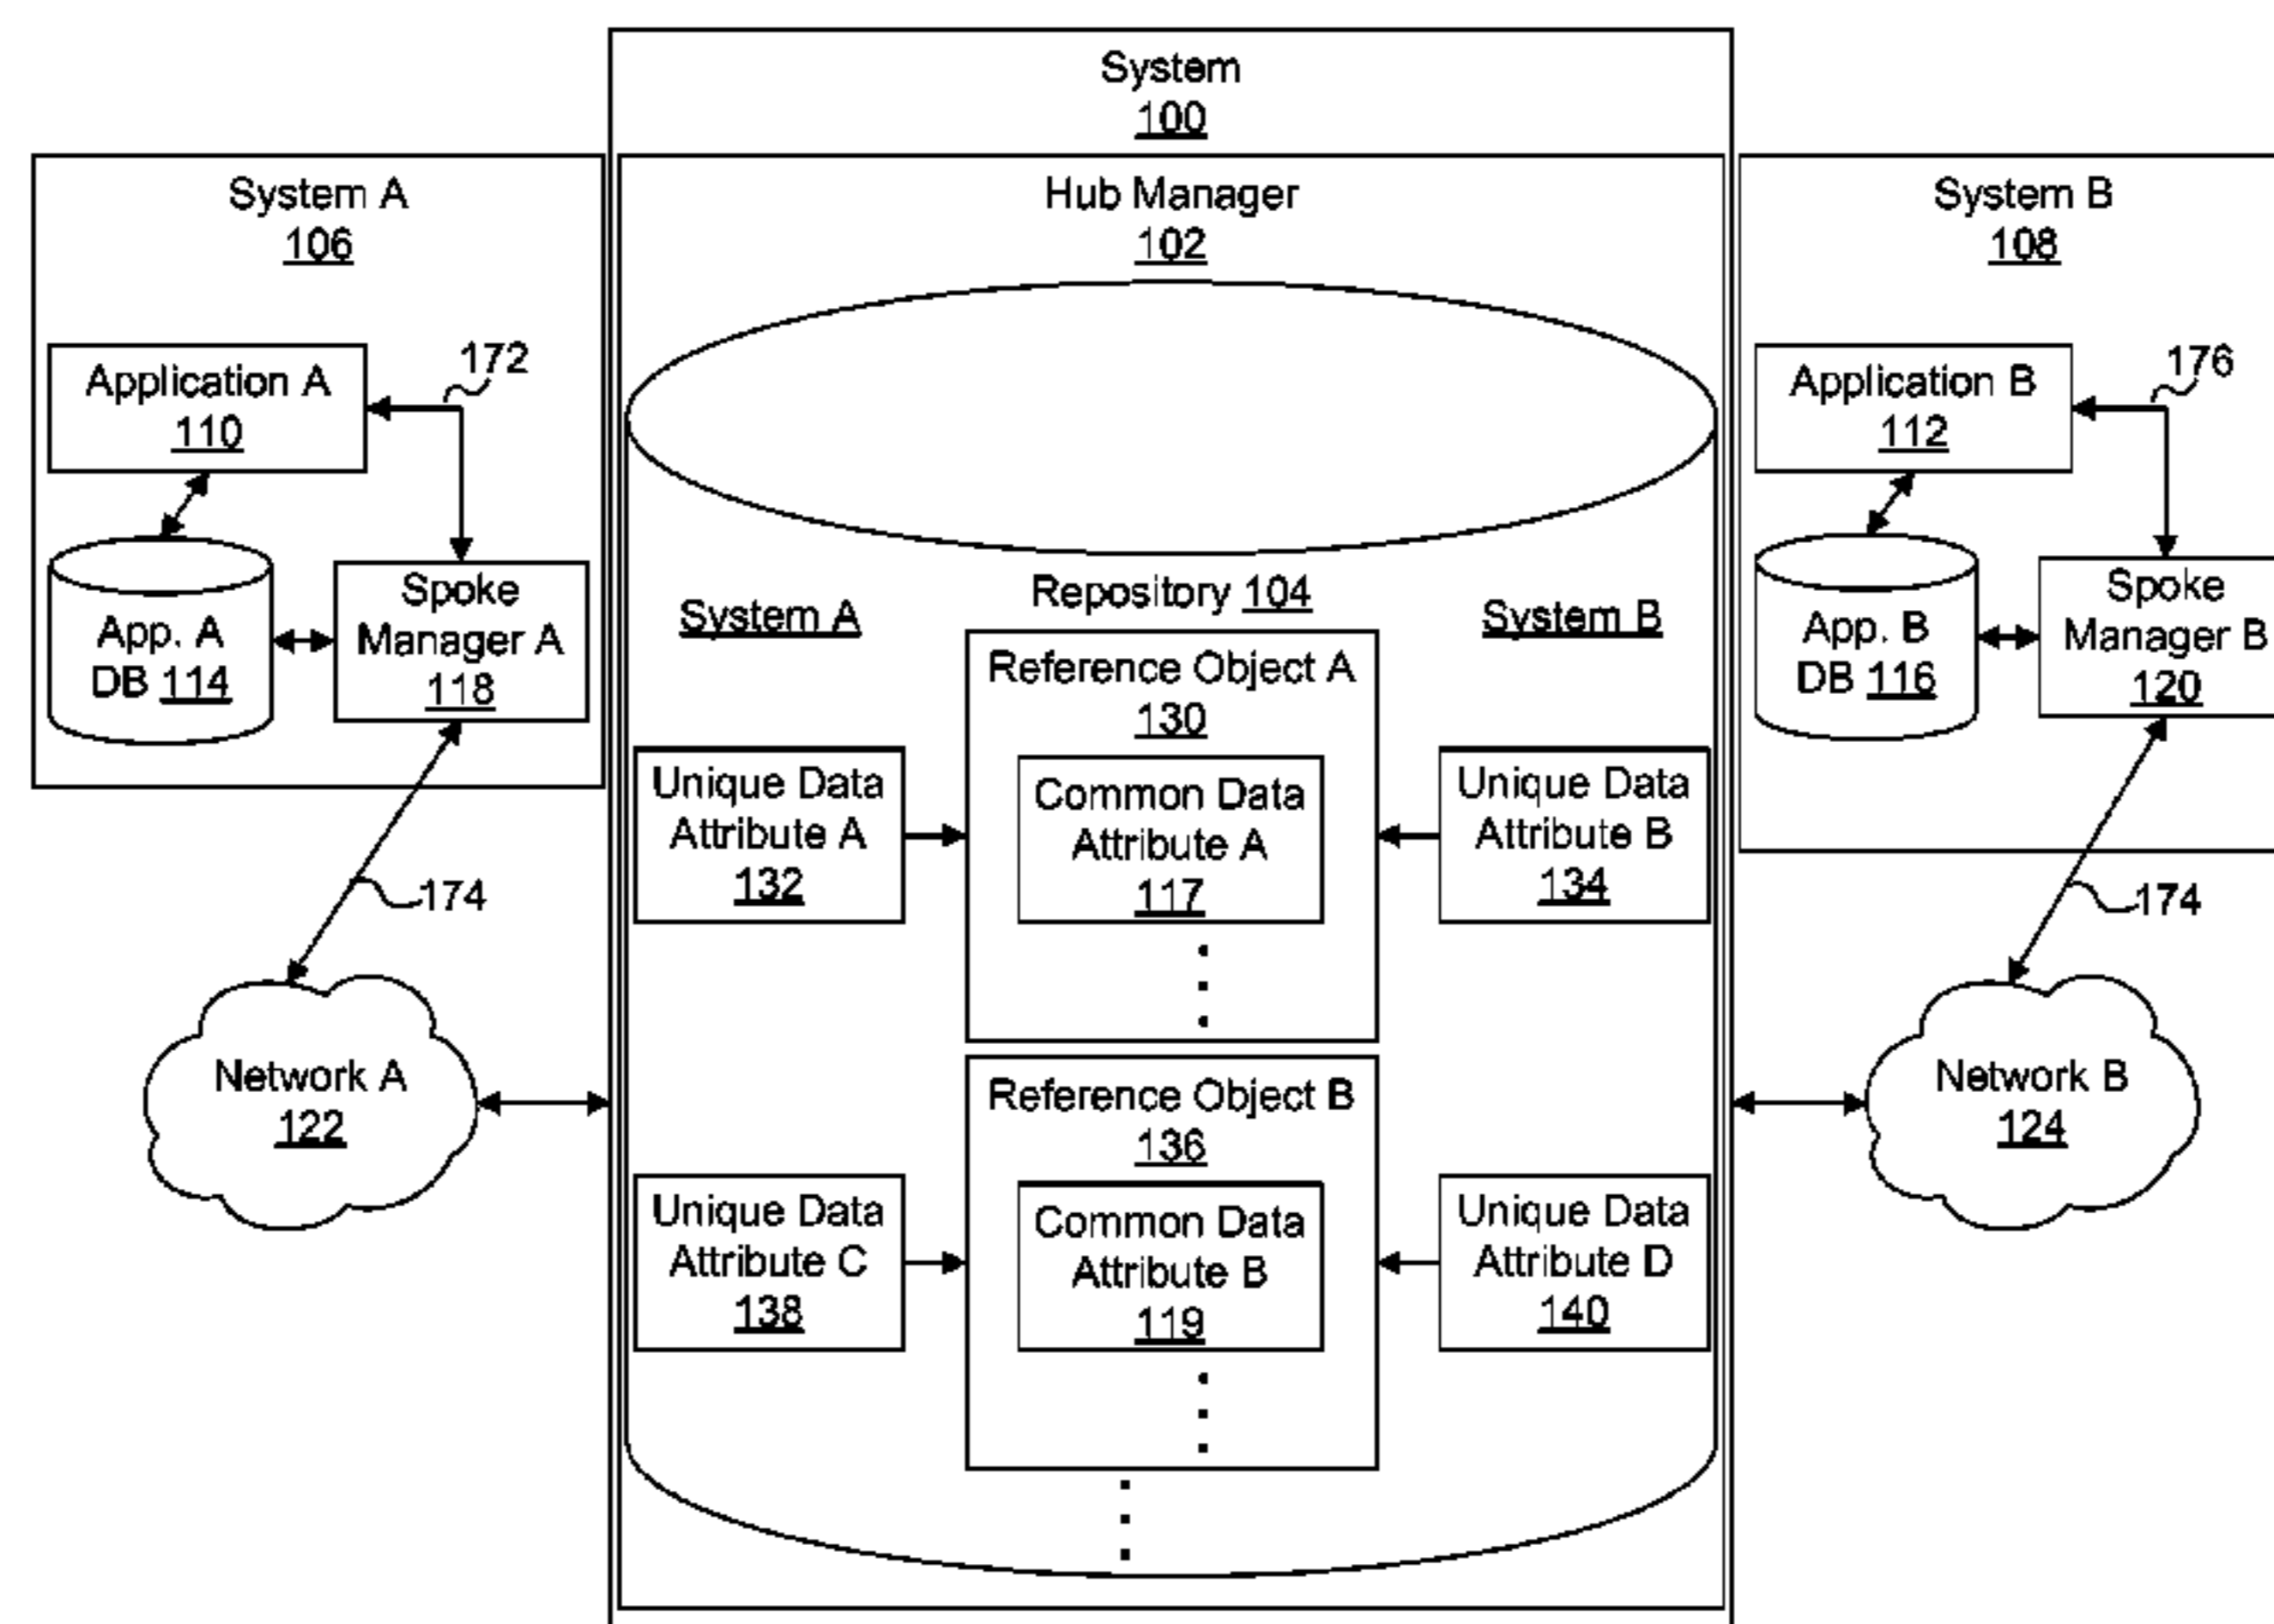 System
100
System A
106
Application A
110
172
App. A
DB 114
Spoke
Manager A
118
174
Network A
122
Hub Manager
102
Repository 104
System A
System B
Reference Object A
130
Common Data
Attribute A
117
Unique Data
Attribute A
132
Unique Data
Attribute B
134
Reference Object B
136
Common Data
Attribute B
119
Unique Data
Attribute C
138
Unique Data
Attribute D
140
System B
108
Application B
112
176
App. B
DB 116
Spoke
Manager B
120
174
Network B
124